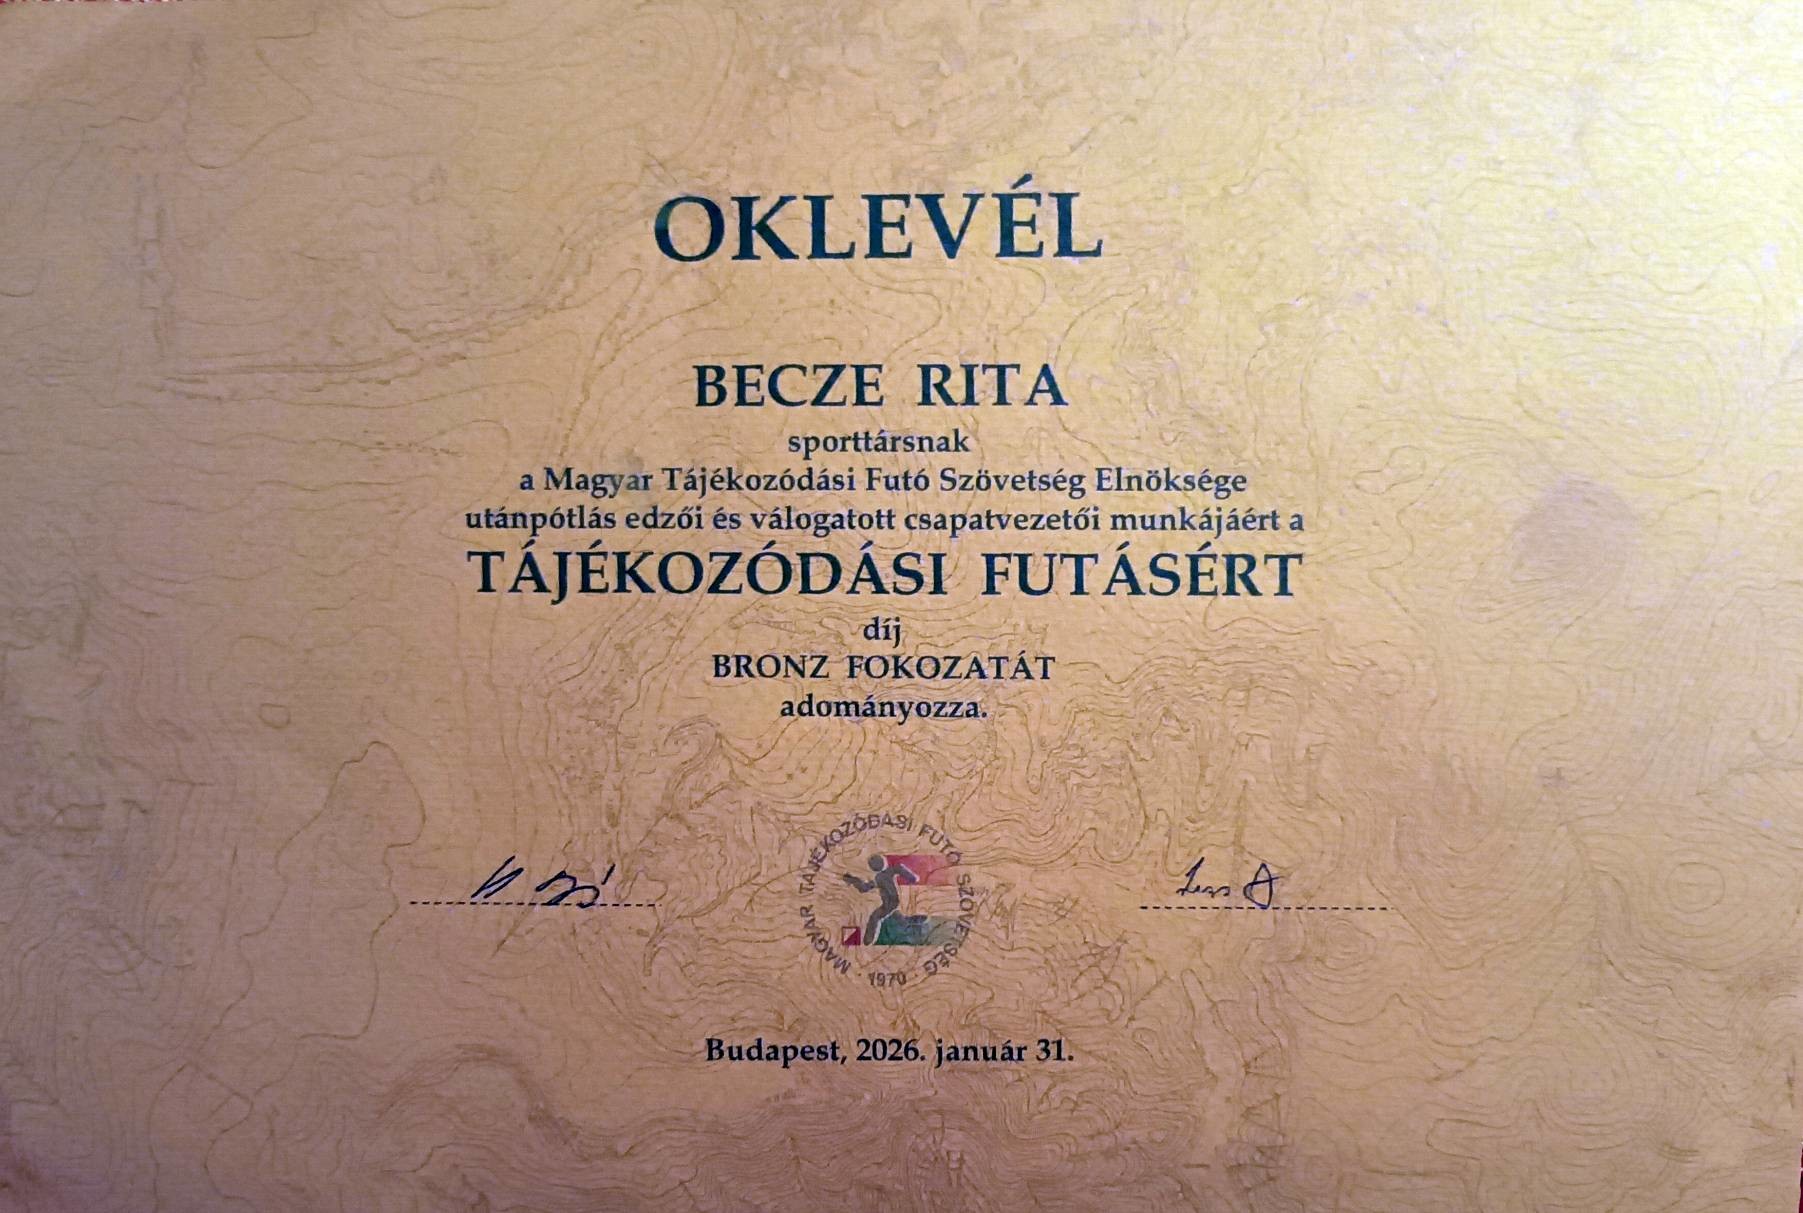 OKLEVÉL
BECZE RITA
sporttársnak
a Magyar Tájékozódási Futó Szövetség Elnöksége
utánpótlás edzői és válogatott csapatvezetői munkájáért a
TÁJÉKOZÓDÁSI FUTÁSÉRT
díj
BRONZ FOKOZATÁT
adományozza.
MAGYAR TÁJÉKOZÓDÁSI FUTÓ SZÖVETSÉG
· 1970 ·
Budapest, 2026. január 31.